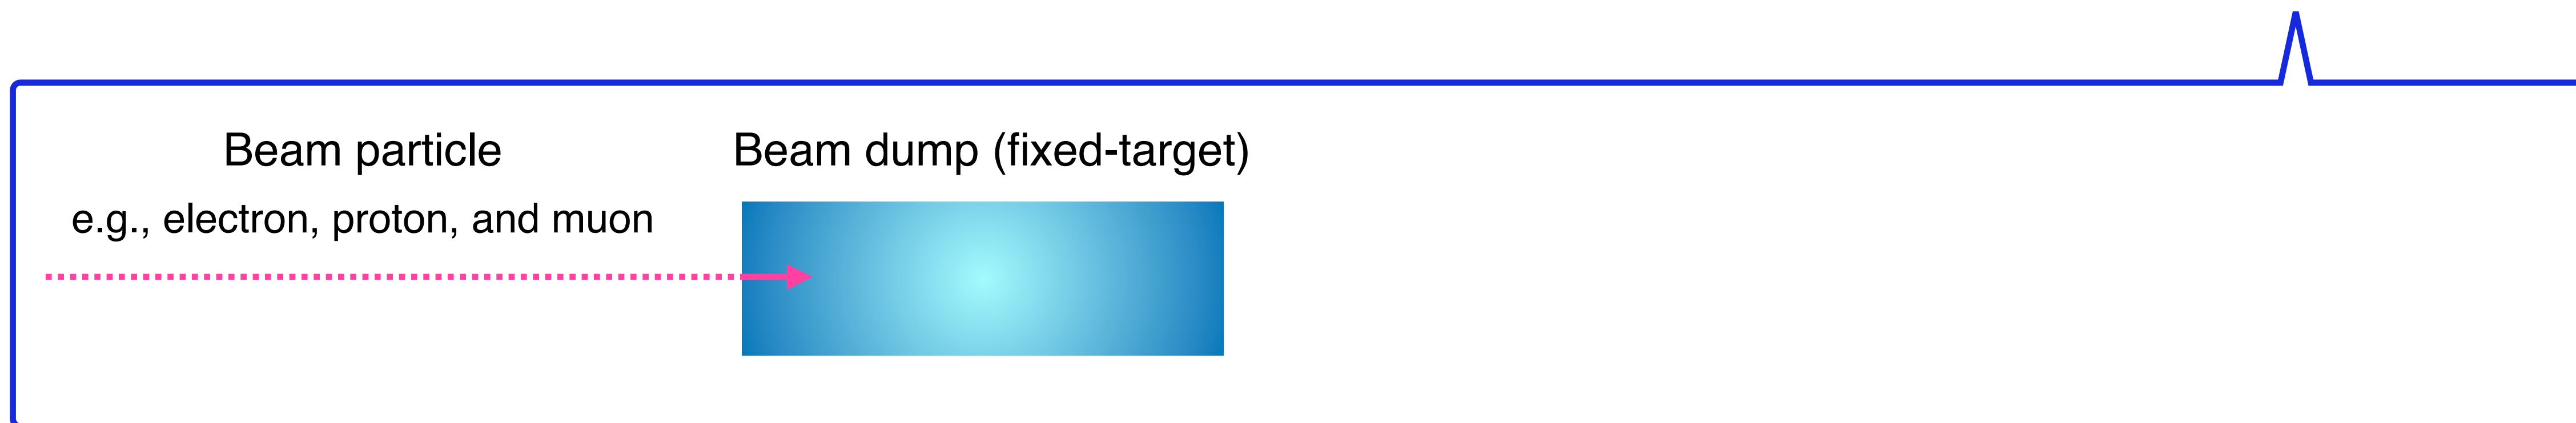 Beam particle
Beam dump (fixed-target)
e.g., electron, proton, and muon